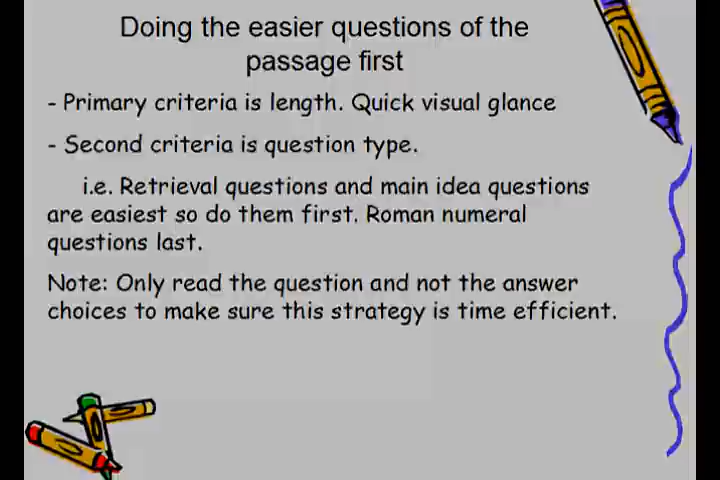 Doing the easier questions of the
passage first
- Primary criteria is length. Quick visual glance
- Second criteria is question type.
i.e. Retrieval questions and main idea questions
are easiest so do them first. Roman numeral
questions last.
Note: Only read the question and not the answer
choices to make sure this strategy is time efficient.